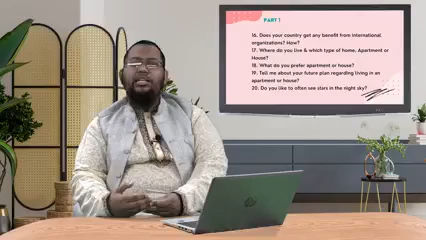 PART 1
16. Does your country get any benefit from international
organizations? How?
17. Where do you live & which type of home, Apartment or
House?
18. What do you prefer apartment or house?
19. Tell me about your future plan regarding living in an
apartment or house?
20. Do you like to often see stars in the night sky?